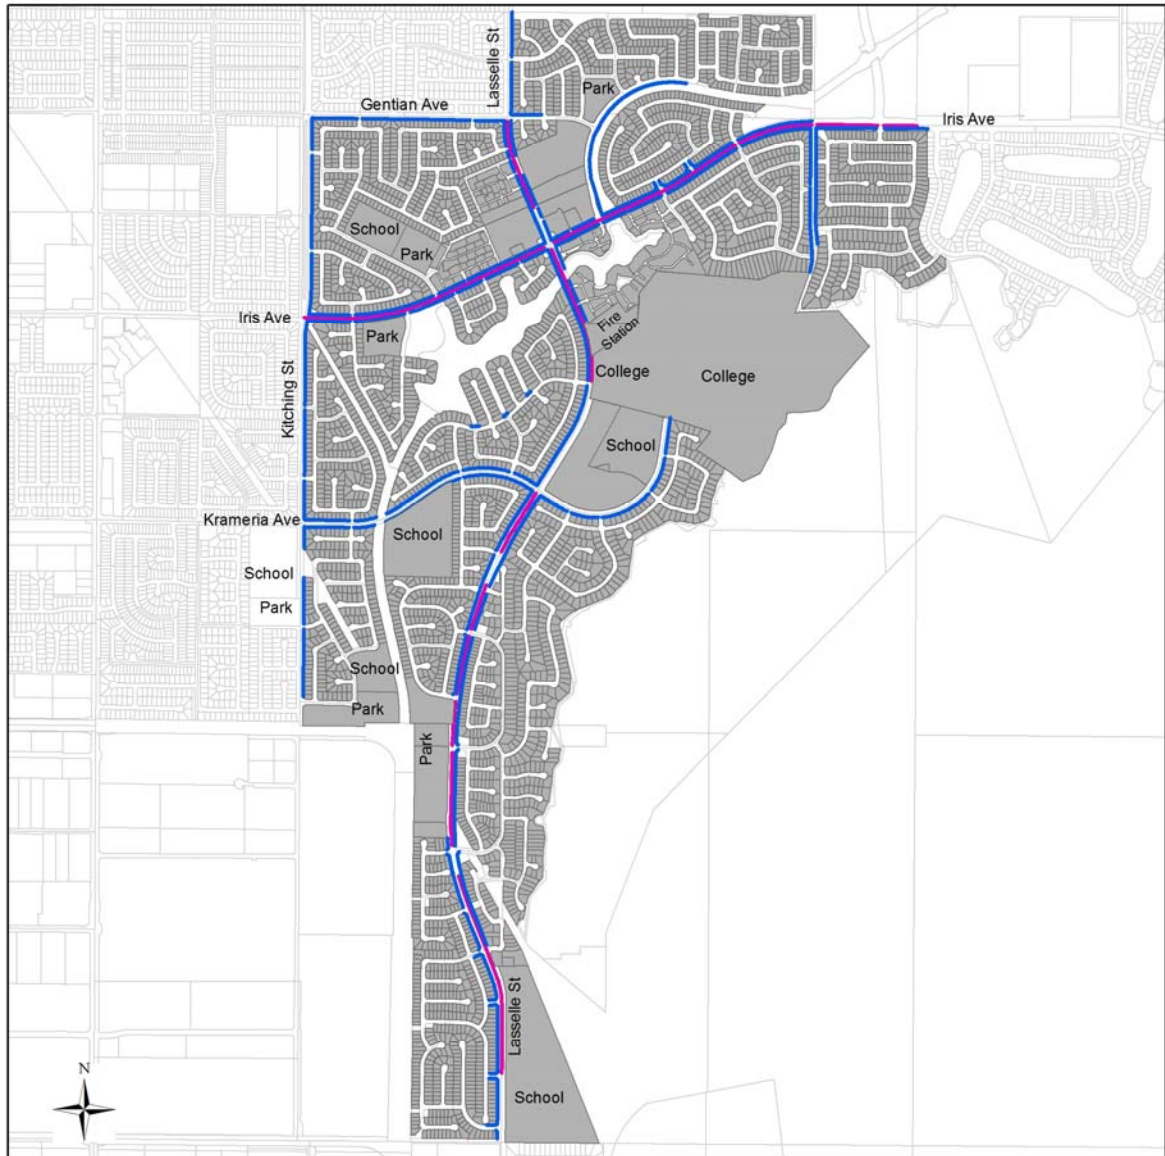 Lasselle St
Park
Gentian Ave
Iris Ave
School
Park
Iris Ave
Park
Fire
Station
College
College
Kitching St
School
Krameria Ave
School
School
Park
School
Park
Park
Lasselle St
School
N